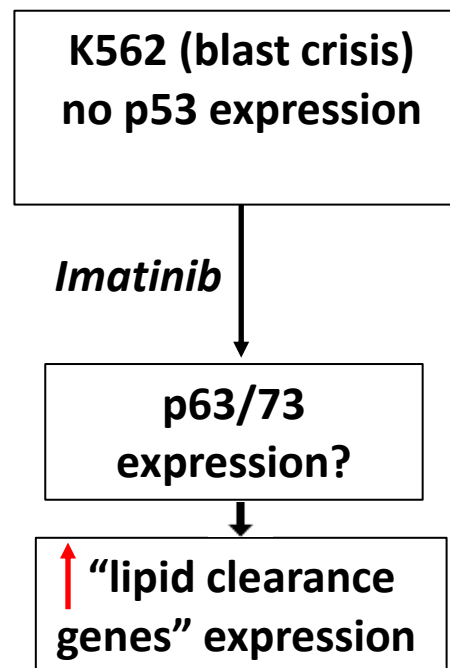 K562 (blast crisis)
no p53 expression
Imatinib
p63/73
expression?
“lipid clearance
genes” expression